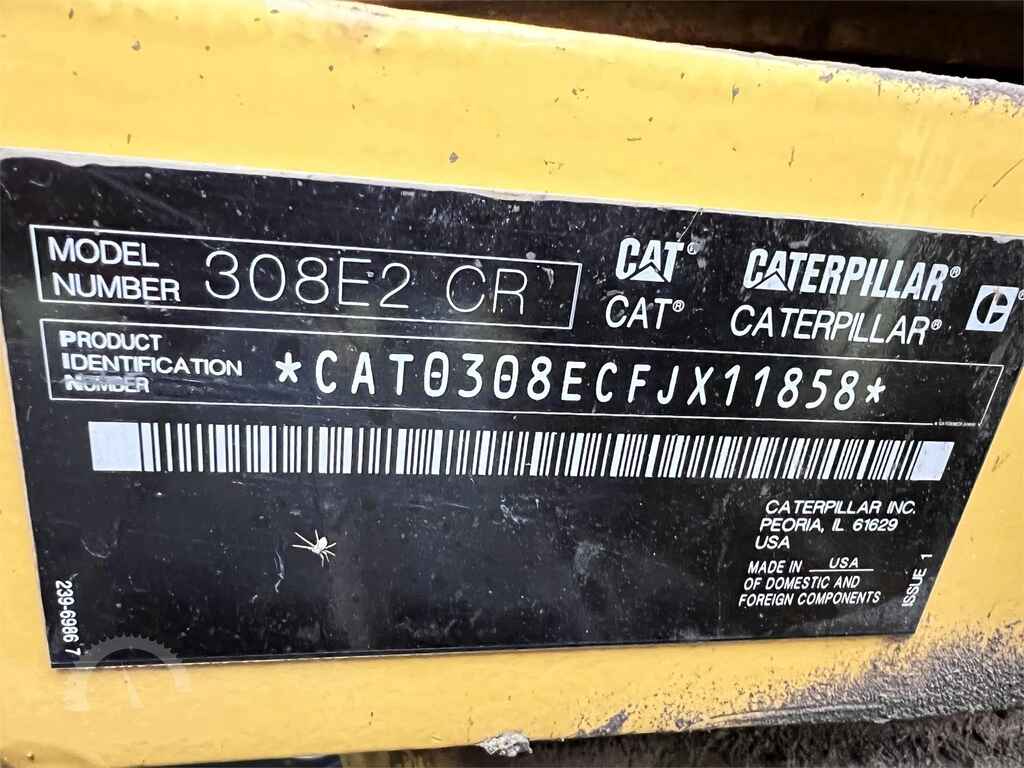 MODEL NUMBER 308E2 CR
CAT® CATERPILLAR®
CAT® CATERPILLAR®
PRODUCT
IDENTIFICATION
NUMBER
*CAT0308ECFJX11858*
CATERPILLAR INC.
PEORIA, IL 61629
USA
MADE IN USA
OF DOMESTIC AND
FOREIGN COMPONENTS
ISSUE 1
239-6986 7